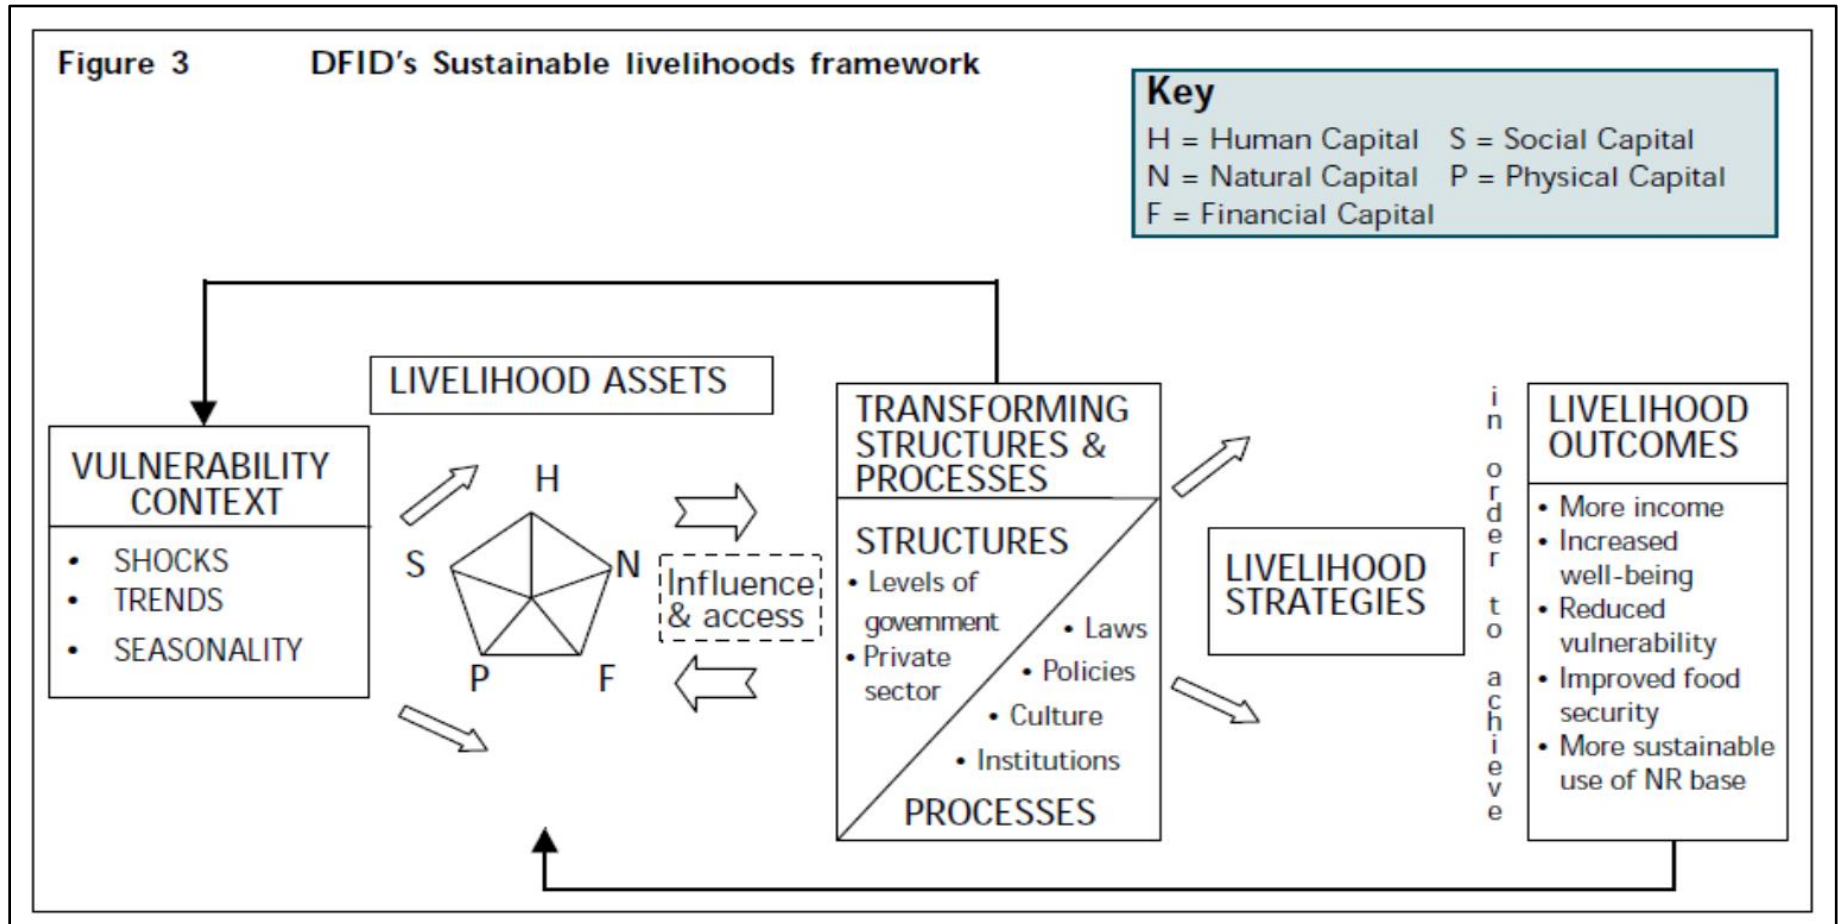 Figure 3 DFID's Sustainable livelihoods framework
Key
H = Human Capital S = Social Capital
N = Natural Capital P = Physical Capital
F = Financial Capital
LIVELIHOOD ASSETS
VULNERABILITY
CONTEXT
• SHOCKS
• TRENDS
• SEASONALITY
H
S
N
P
F
Influence
& access
TRANSFORMING
STRUCTURES &
PROCESSES
STRUCTURES
• Levels of
government
• Private
sector
• Laws
• Policies
• Culture
• Institutions
PROCESSES
LIVELIHOOD
STRATEGIES
in order to achieve
LIVELIHOOD
OUTCOMES
• More income
• Increased
well-being
• Reduced
vulnerability
• Improved food
security
• More sustainable
use of NR base